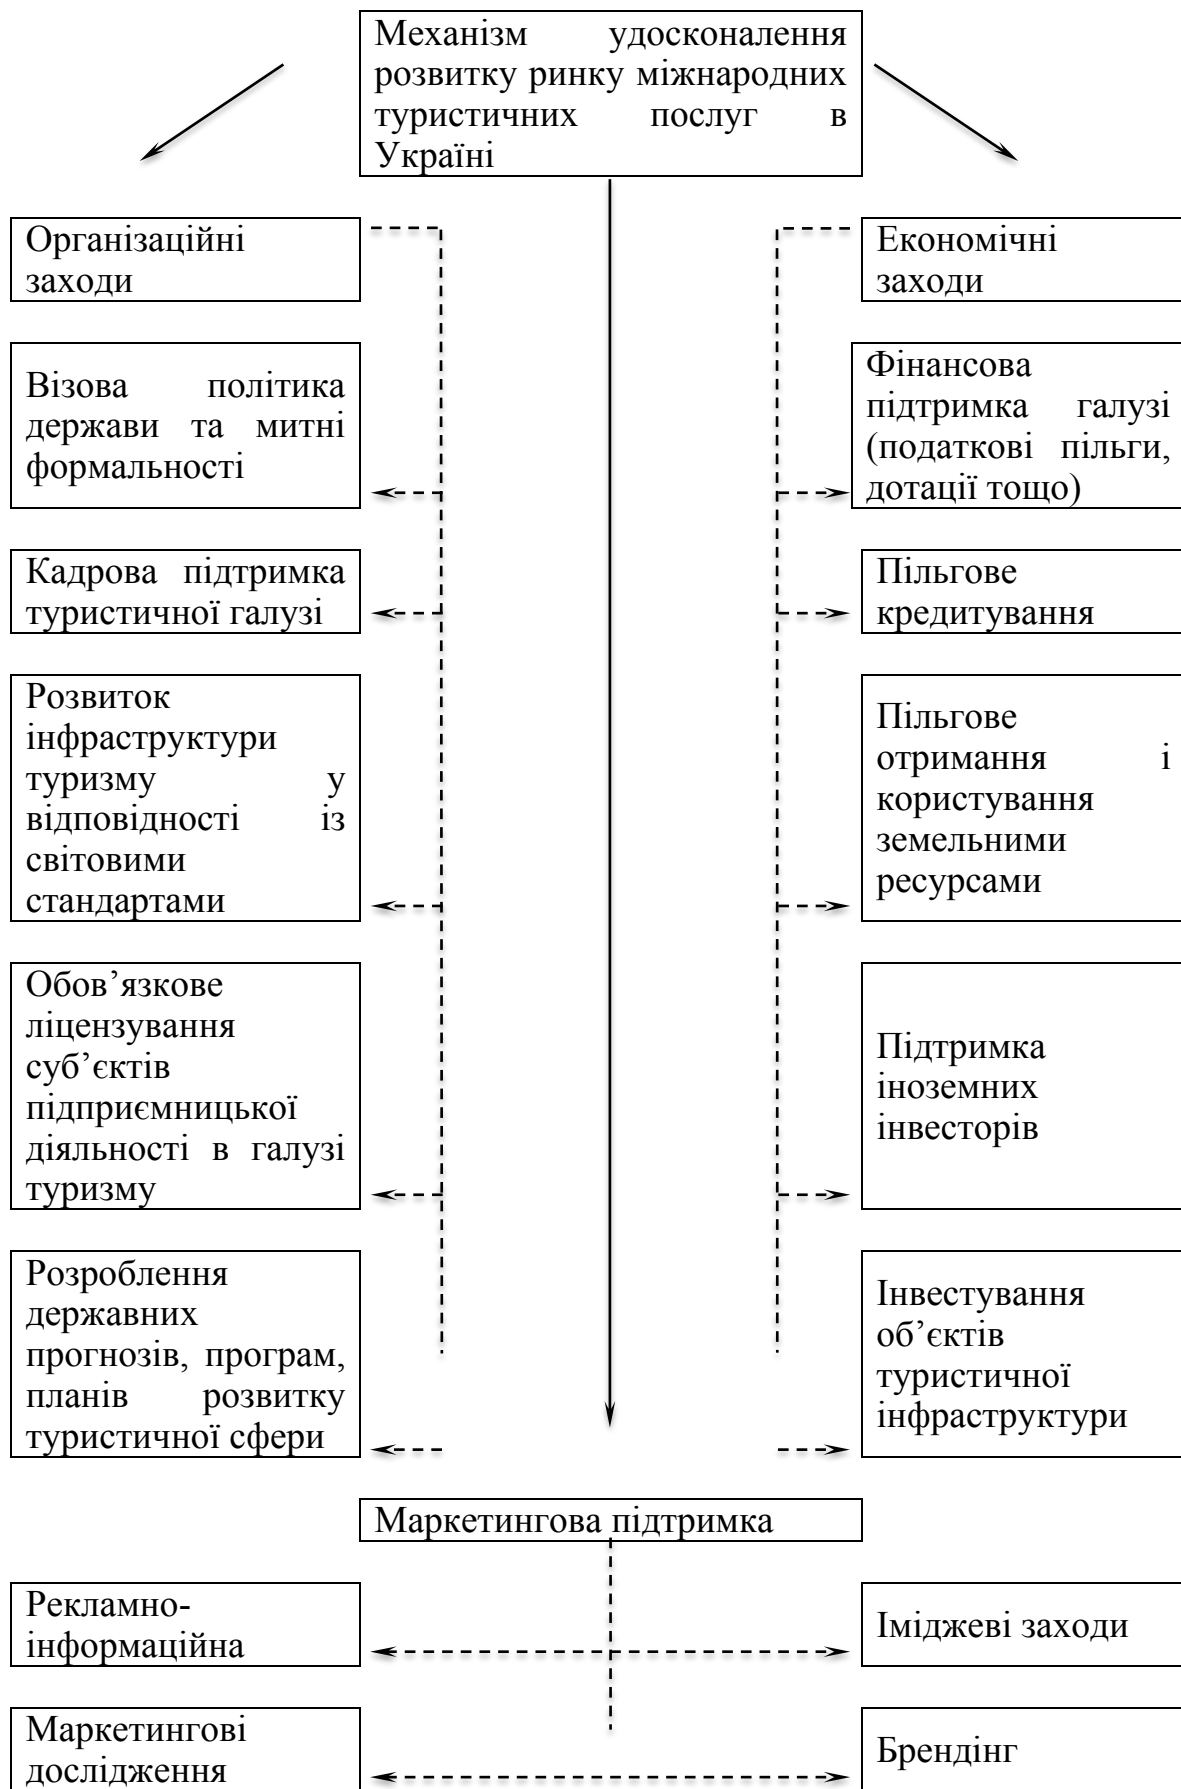 Механізм удосконалення
розвитку ринку міжнародних
туристичних послуг в
Україні
Організаційні
заходи
Економічні
заходи
Візова політика
держави та митні
формальності
Фінансова
підтримка галузі
(податкові пільги,
дотації тощо)
Кадрова підтримка
туристичної галузі
Пільгове
кредитування
Розвиток
інфраструктури
туризму у
відповідності із
світовими
стандартами
Пільгове
отримання і
користування
земельними
ресурсами
Обов’язкове
ліцензування
суб’єктів
підприємницької
діяльності в галузі
туризму
Підтримка
іноземних
інвесторів
Розроблення
державних
прогнозів, програм,
планів розвитку
туристичної сфери
Інвестування
об’єктів
туристичної
інфраструктури
Маркетингова підтримка
Рекламно-
інформаційна
Іміджеві заходи
Маркетингові
дослідження
Брендінг